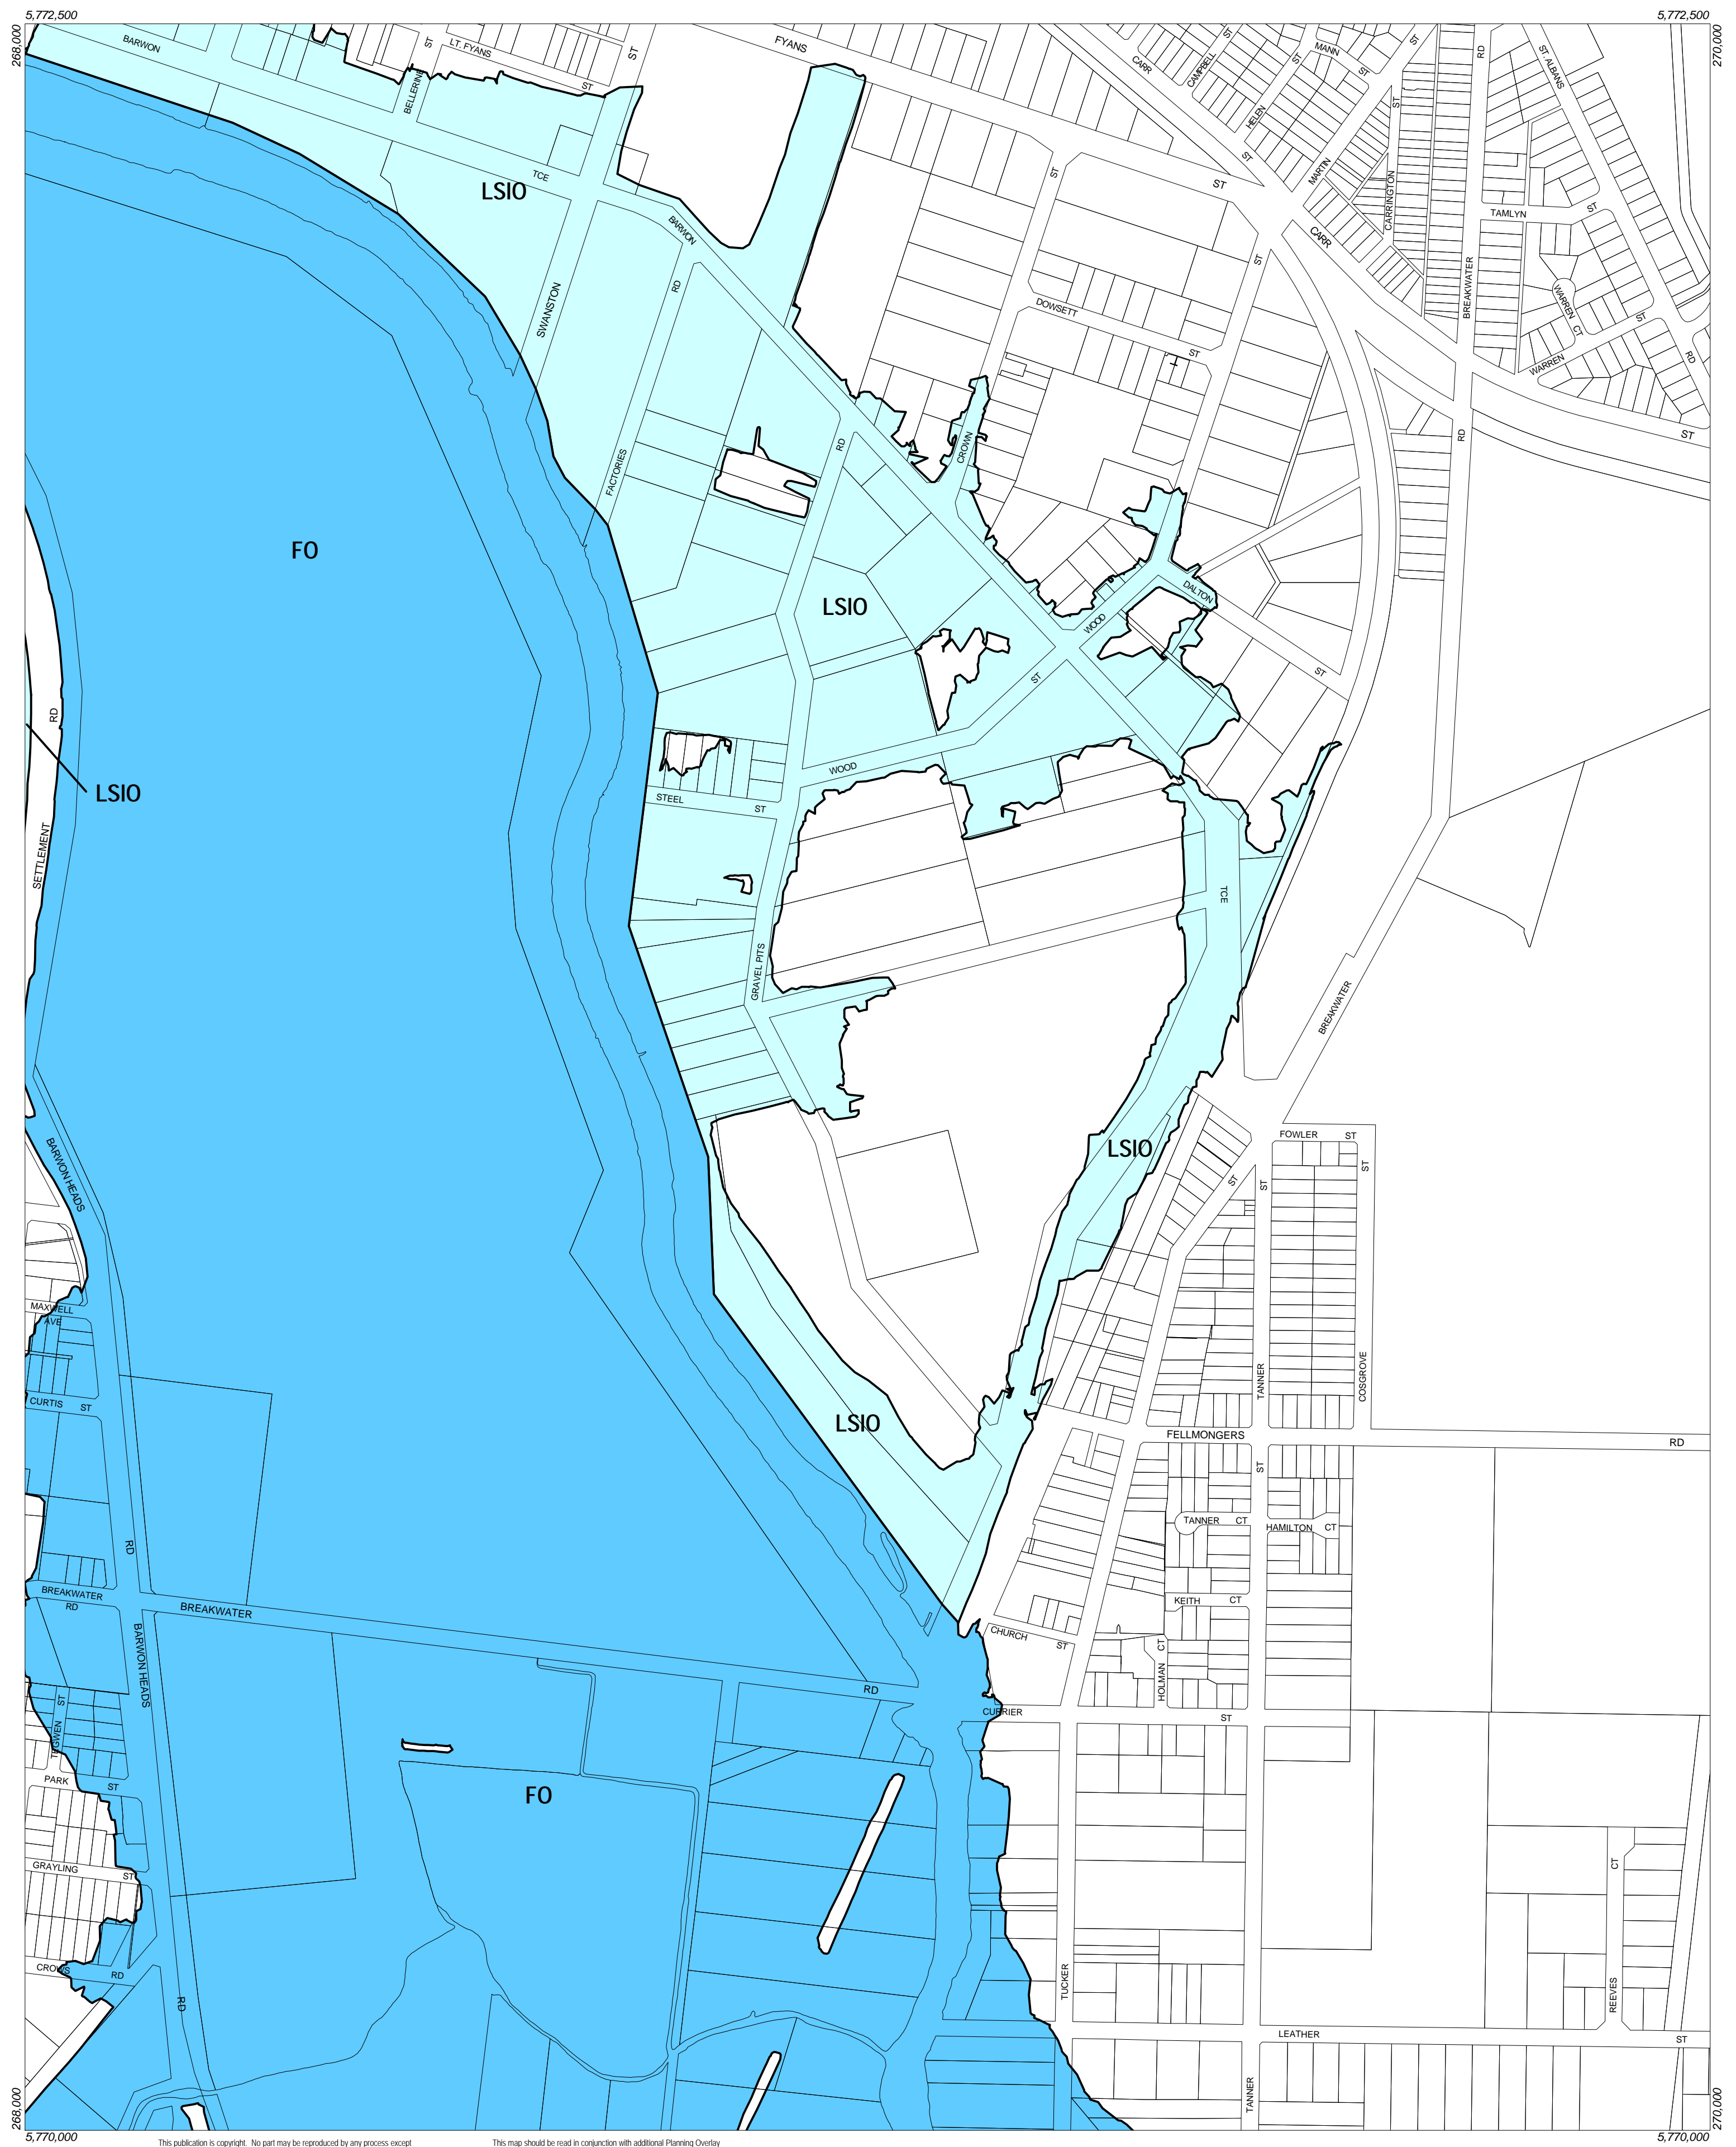 5,772,500
5,772,500
268,000
270,000
BARWON
ST
LT. FYANS
ST
BELLERINE
ST
FYANS
CARR
CAMPBELL
ST
HELEN
ST
MANN
ST
ST
ST
MARTIN
ST
CARRINGTON
RD
ST. ALBANS
TAMLYN
ST
BREAKWATER
WARREN
CT
ST
WARREN
RD
ST
CARR
ST
ST
ST
DOWSETT
ST
TCE
LSIO
BARWON
RD
SWANSTON
FACTORIES
RD
CROWN
RD
FO
LSIO
DALTON
WOOD
ST
ST
RD
LSIO
SETTLEMENT
WOOD
STEEL
ST
TCE
GRAVEL PITS
BREAKWATER
LSIO
FOWLER
ST
ST
ST
ST
BARWON HEADS
MAXWELL
AVE
CURTIS
ST
LSIO
TANNER
COSGROVE
FELLMONGERS
RD
ST
TANNER
CT
HAMILTON
CT
RD
BREAKWATER
RD
BREAKWATER
KEITH
CT
CHURCH
ST
HOLMAN
CT
BARWON HEADS
RD
CURRIER
ST
ST
TEGWEN
PARK
ST
FO
GRAYLING
ST
CROWS
RD
RD
TUCKER
CT
REEVES
LEATHER
ST
TANNER
268,000
270,000
5,770,000
5,770,000
This publication is copyright. No part may be reproduced by any process except
This map should be read in conjunction with additional Planning Overlay